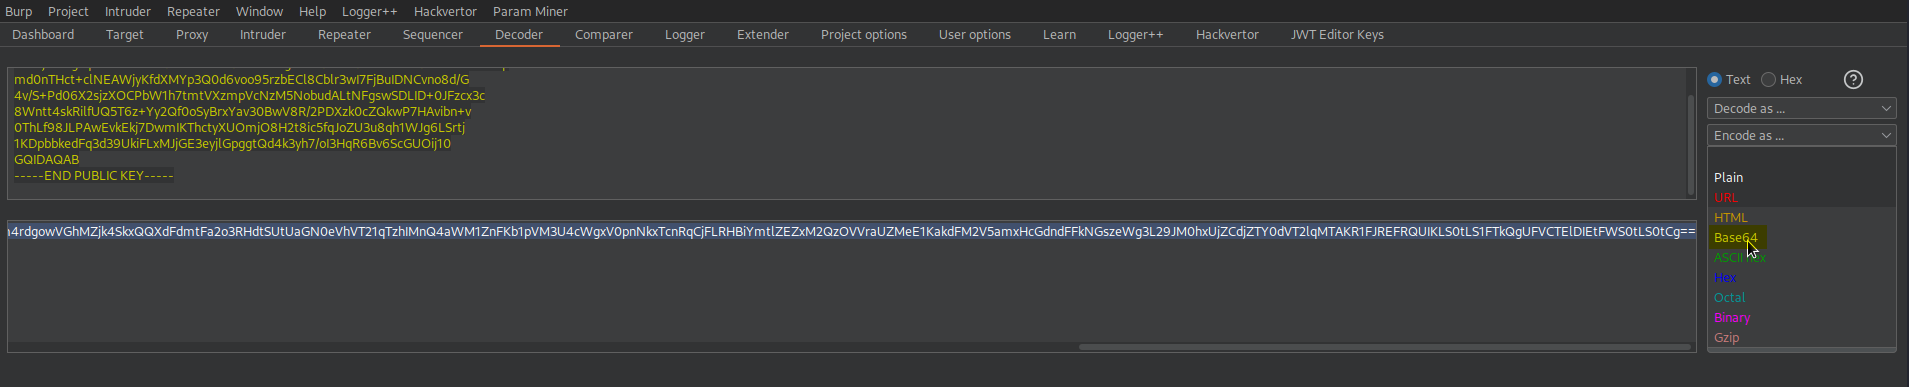 Burp Project Intruder Repeater Window Help Logger++ Hackvertor Param Miner
Dashboard Target Proxy Intruder Repeater Sequencer Decoder Comparer Logger Extender Project options User options Learn Logger++ Hackvertor JWT Editor Keys
md0nTHct+clNEAWjyKfdXMYp3Q0d6voo95rzbECl8Cblr3wI7FjBuIDNCvno8d/G
4v/S+Pd06X2sjzXOCPbW1h7tmtVXzmpVcNzM5NobudALtNFgswSDLID+0JFzcx3c
8Wntt4skRilfUQ5T6z+Yy2Qf0oSyBrxYav30BwV8R/2PDXzk0cZQkwP7HAvibn+v
0ThLf98JLPAwEvkEkj7DwmIKThctyXUOmjO8H2t8ic5fqJoZU3u8qh1WJg6LSrtj
1KDpbbkedFq3d39UkiFLxMJjGE3eyjlGpggtQd4k3yh7/oI3HqR6Bv6ScGUOij10
GQIDAQAB
-----END PUBLIC KEY-----
4rdgowVGhMZjk4SkxQQXdFdmtFa2o3RHdtSUtUaGN0eVhVT21qTzhIMnQ4aWM1ZnFKb1pVM3U4cWgxV0pnNkxTcnRqCjFLRHBiYmtlZEZxM2QzOVVraUZMeE1KakdFM2V5amxHcGdndFFkNGszeWg3L29JM0hxUjZCdjZTY0dVT2lqMTAKR1FJREFRQUIKLS0tLS1FTkQgUFVCTElDIEtFWS0tLS0tCg==
Text Hex ?
Decode as ...
Encode as ...
Plain
URL
HTML
Base64
ASCII hex
Hex
Octal
Binary
Gzip